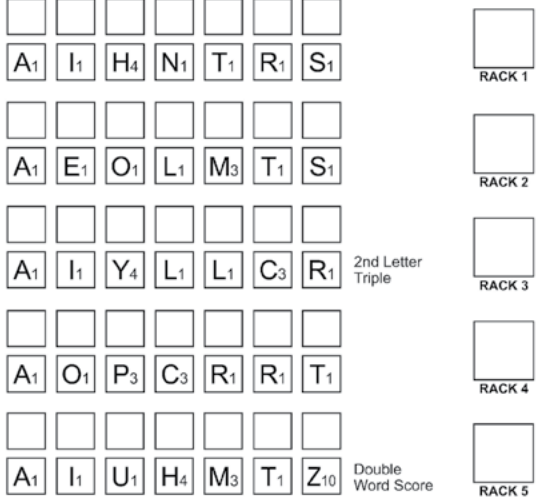 A1 I1 H4 N1 T1 R1 S1
RACK 1
A1 E1 O1 L1 M3 T1 S1
RACK 2
A1 I1 Y4 L1 L1 C3 R1
2nd Letter
Triple
RACK 3
A1 O1 P3 C3 R1 R1 T1
RACK 4
A1 I1 U1 H4 M3 T1 Z10
Double
Word Score
RACK 5